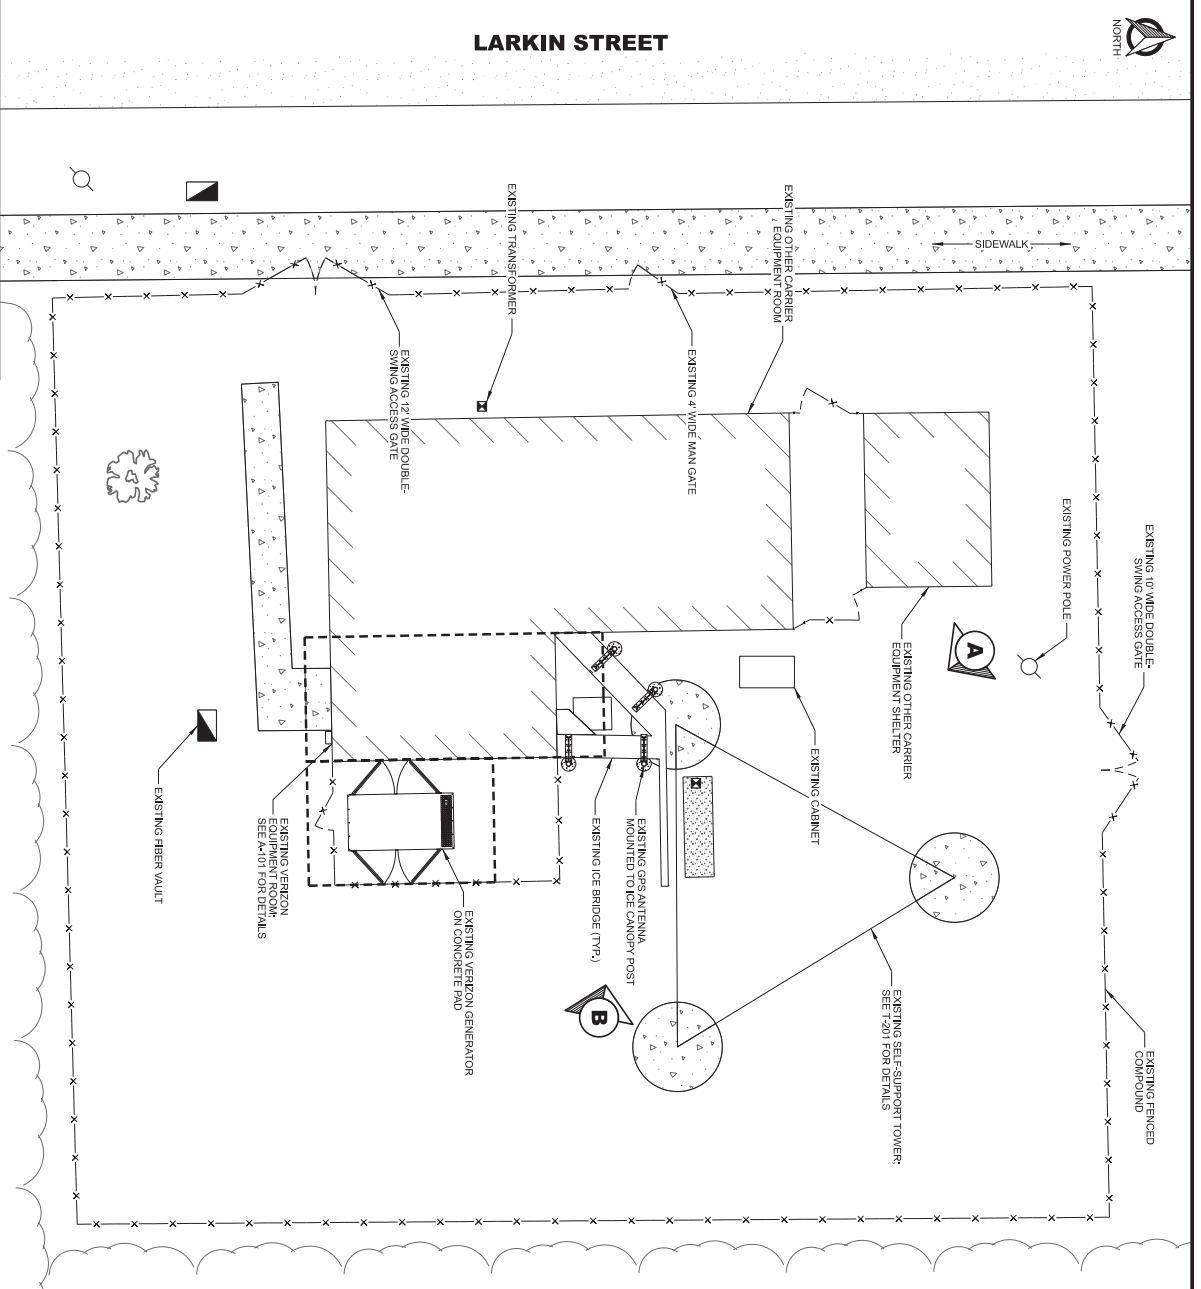 LARKIN STREET
NORTH
SIDEWALK
EXISTING TRANSFORMER
EXISTING OTHER CARRIER
EQUIPMENT ROOM
EXISTING 12' WIDE DOUBLE-
SWING ACCESS GATE
EXISTING 4' WIDE MAN GATE
EXISTING POWER POLE
EXISTING 10' WIDE DOUBLE-
SWING ACCESS GATE
A
EXISTING OTHER CARRIER
EQUIPMENT SHELTER
EXISTING CABINET
EXISTING FIBER VAULT
EXISTING VERIZON
EQUIPMENT ROOM;
SEE A-101 FOR DETAILS
EXISTING VERIZON GENERATOR
ON CONCRETE PAD
EXISTING ICE BRIDGE (TYP.)
EXISTING GPS ANTENNA
MOUNTED TO ICE CANOPY POST
B
EXISTING SELF-SUPPORT TOWER;
SEE T-201 FOR DETAILS
EXISTING FENCED
COMPOUND